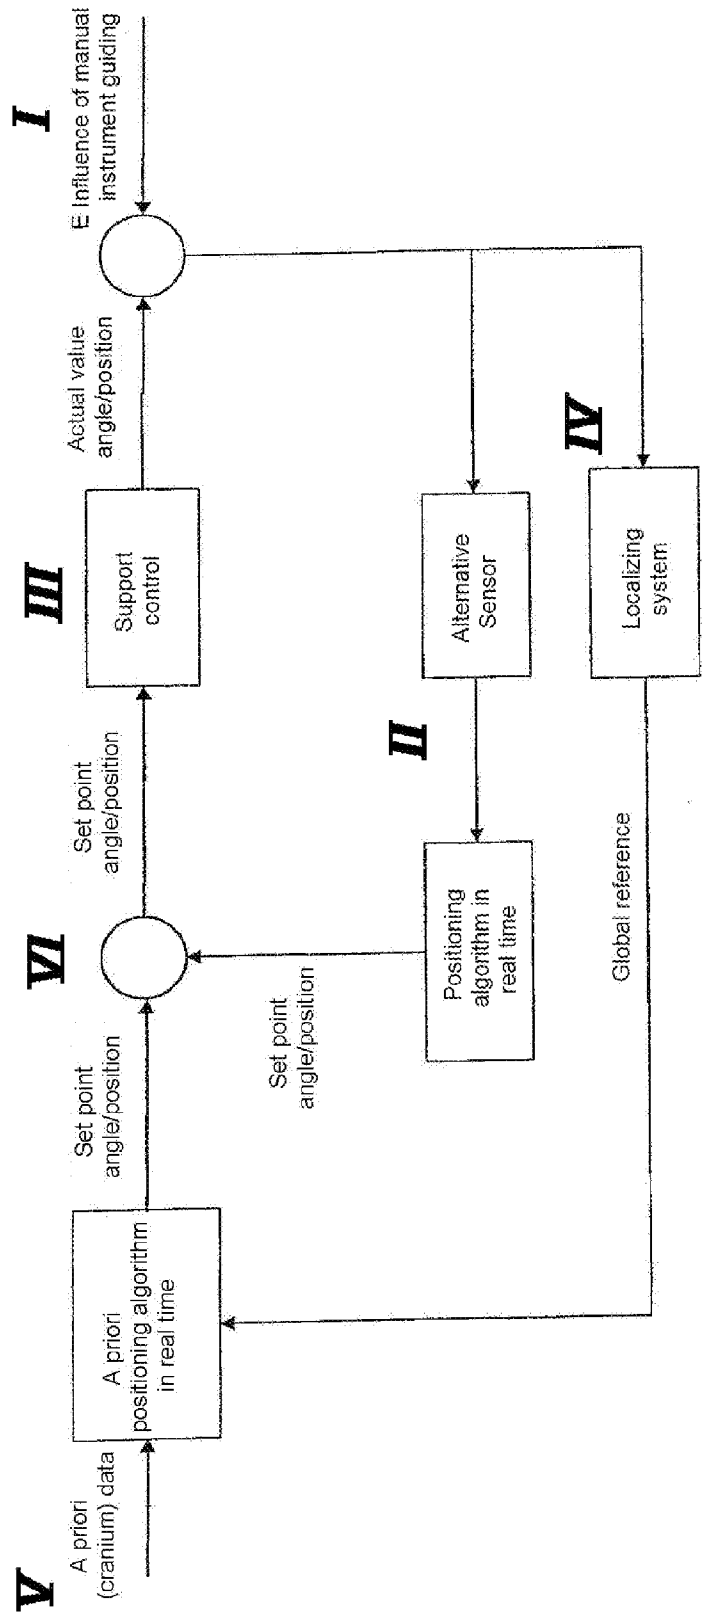 V
A priori
(cranium) data
A priori
positioning algorithm
in real time
Set point
angle/position
VI
Set point
angle/position
III
Support
control
Actual value
angle/position
I
E Influence of manual
instrument guiding
Set point
angle/position
Positioning
algorithm in
real time
II
Alternative
Sensor
IV
Localizing
system
Global reference